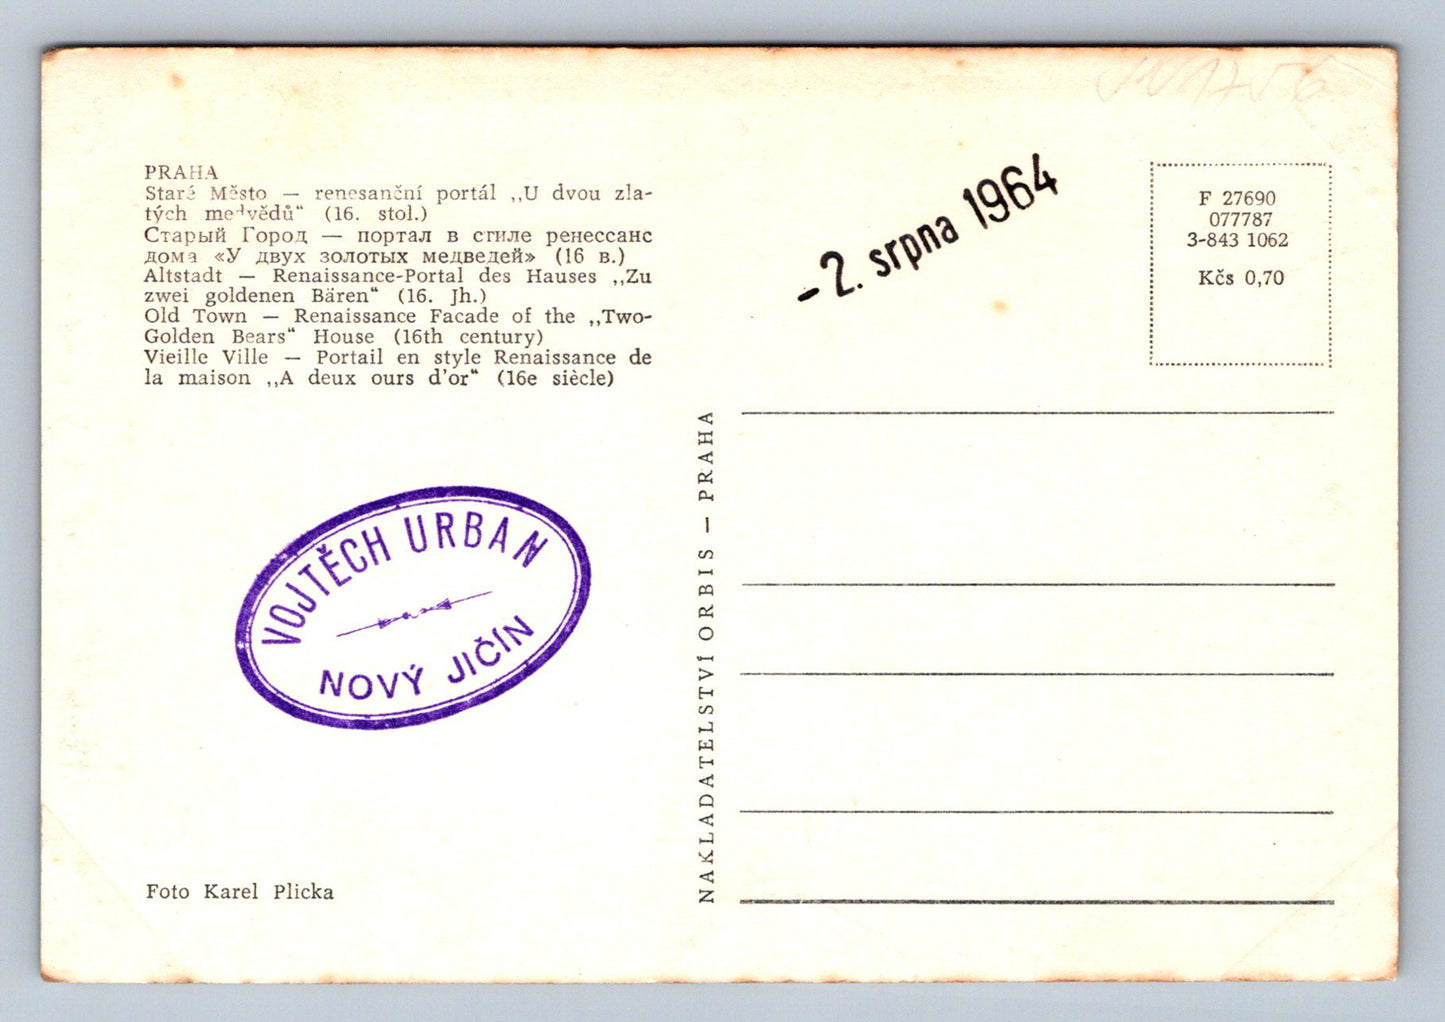 PRAHA
Staré Město — renesanční portál ,,U dvou zla-
tých medvědů“ (16. stol.)
Старый Город — портал в стиле ренессанс
дома «У двух золотых медведей» (16 в.)
Altstadt — Renaissance-Portal des Hauses ,,Zu
zwei goldenen Bären“ (16. Jh.)
Old Town — Renaissance Facade of the ,,Two-
Golden Bears“ House (16th century)
Vieille Ville — Portail en style Renaissance de
la maison ,,A deux ours d'or“ (16e siècle)
VOJTĚCH URBAN
NOVÝ JIČÍN
Foto Karel Plicka
NAKLADATELSTVÍ ORBIS — PRAHA
- 2. srpna 1964
F 27690
077787
3-843 1062
Kčs 0,70